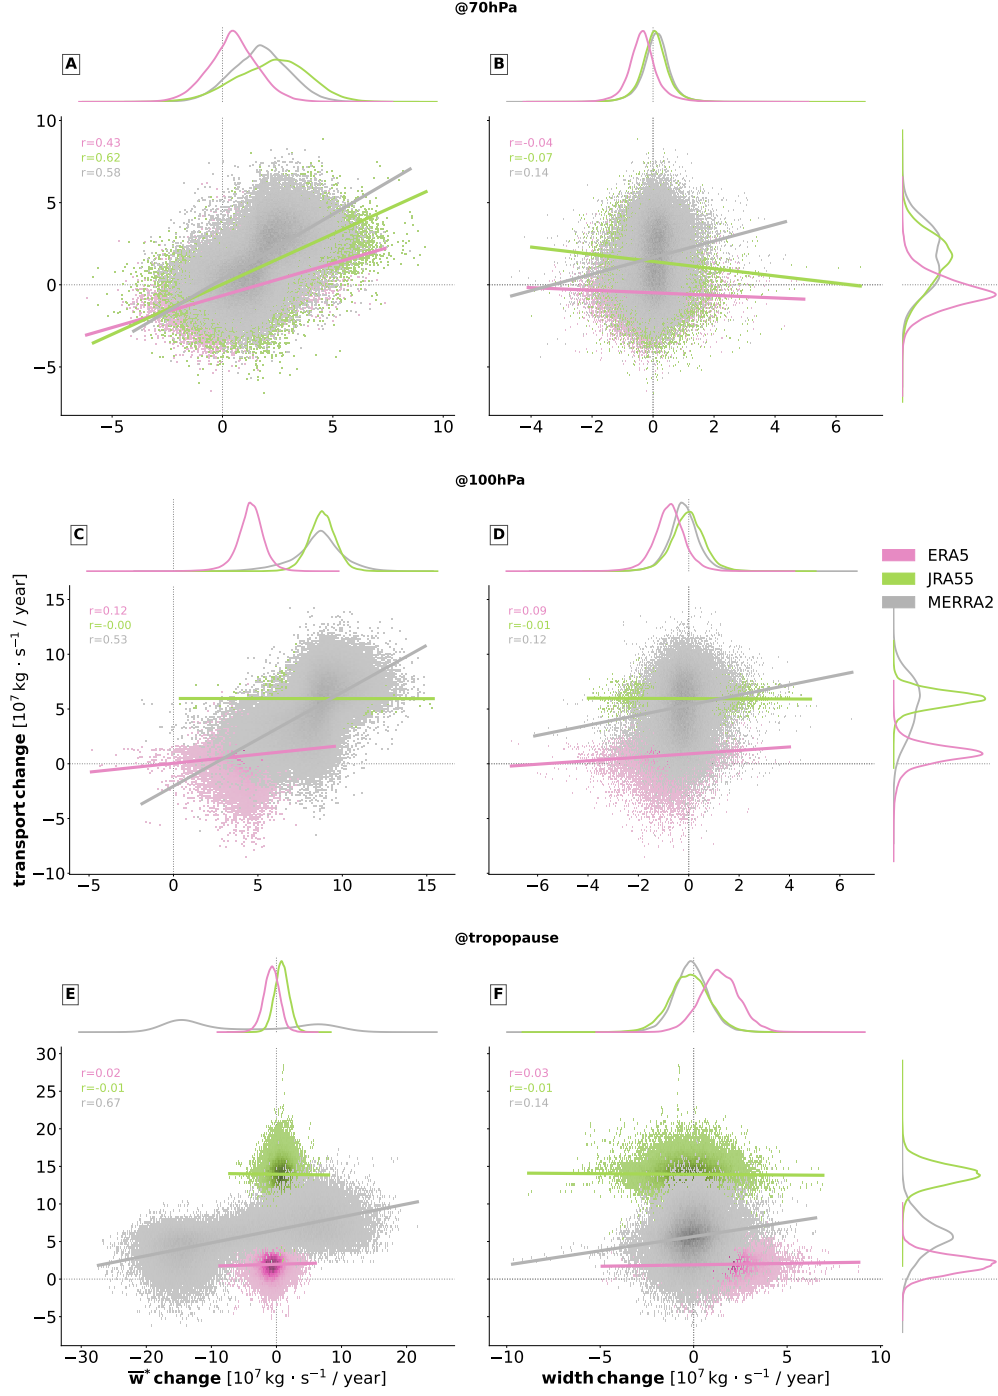 @70hPa
A
B
r=0.43
r=0.62
r=0.58
r=-0.04
r=-0.07
r=0.14
10
5
0
−5
−5
0
5
10
−4
−2
0
2
4
6
@100hPa
C
D
ERA5
JRA55
MERRA2
r=0.12
r=-0.00
r=0.53
r=0.09
r=-0.01
r=0.12
15
10
5
0
−5
−10
−5
0
5
10
15
−6
−4
−2
0
2
4
6
transport change [10⁷ kg · s⁻¹ / year]
@tropopause
E
F
r=0.02
r=-0.01
r=0.67
r=0.03
r=-0.01
r=0.14
30
25
20
15
10
5
0
−5
−30
−20
−10
0
10
20
−10
−5
0
5
10
w̅* change [10⁷ kg · s⁻¹ / year]
width change [10⁷ kg · s⁻¹ / year]